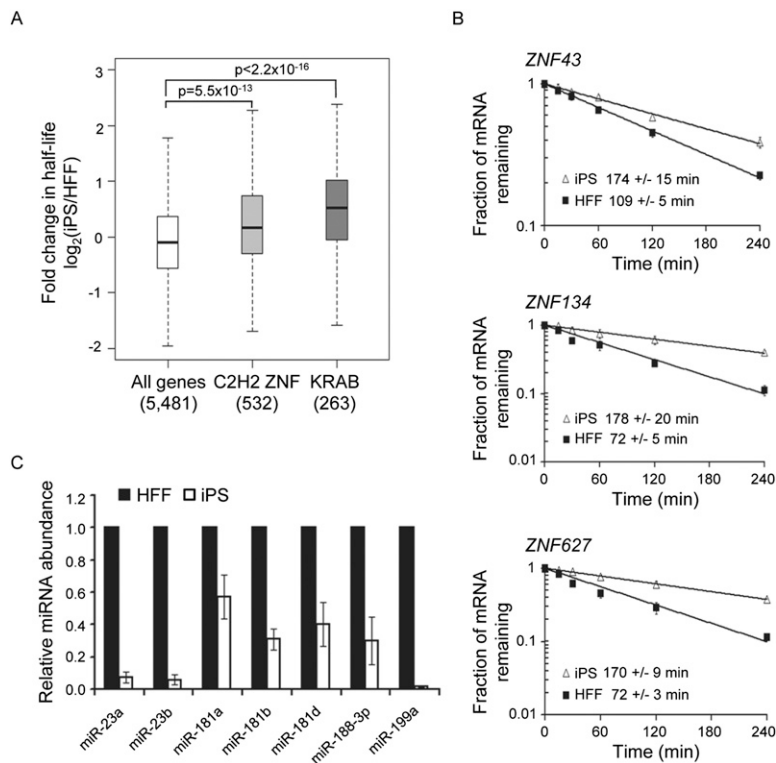 A
Fold change in half-life
log2(iPS/HFF)
3
2
1
0
-1
-2
p<2.2x10-16
p=5.5x10-13
All genes
(5,481)
C2H2 ZNF
(532)
KRAB
(263)
B
ZNF43
Fraction of mRNA
remaining
1
0.1
iPS 174 +/- 15 min
HFF 109 +/- 5 min
0 60 120 180 240
Time (min)
ZNF134
Fraction of mRNA
remaining
1
0.1
0.01
iPS 178 +/- 20 min
HFF 72 +/- 5 min
0 60 120 180 240
Time (min)
ZNF627
Fraction of mRNA
remaining
1
0.1
0.01
iPS 170 +/- 9 min
HFF 72 +/- 3 min
0 60 120 180 240
Time (min)
C
HFF iPS
Relative miRNA abundance
1.2
1.0
0.8
0.6
0.4
0.2
0.0
miR-23a
miR-23b
miR-181a
miR-181b
miR-181d
miR-188-3p
miR-199a